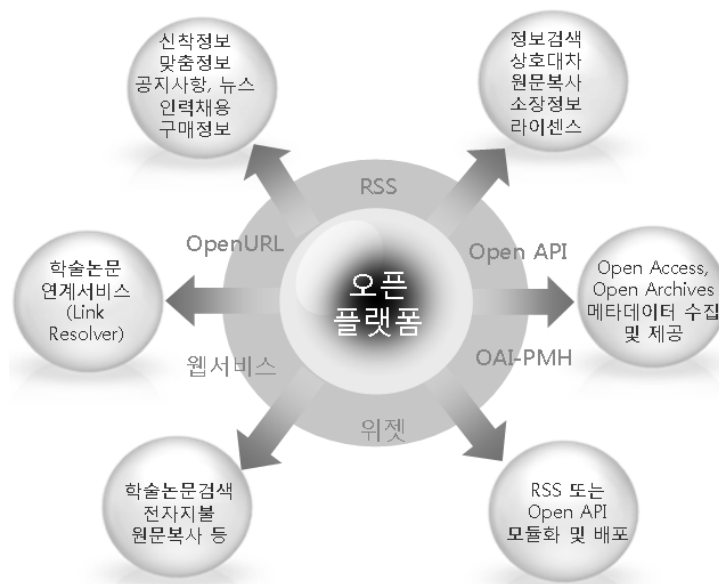 신착정보
맞춤정보
공지사항, 뉴스
인력채용
구매정보
정보검색
상호대차
원문복사
소장정보
라이센스
RSS
OpenURL
Open API
학술논문
연계서비스
(Link
Resolver)
오픈
플랫폼
Open Access,
Open Archives
메타데이터 수집
및 제공
웹서비스
OAI-PMH
위젯
학술논문검색
전자지불
원문복사 등
RSS 또는
Open API
모듈화 및 배포